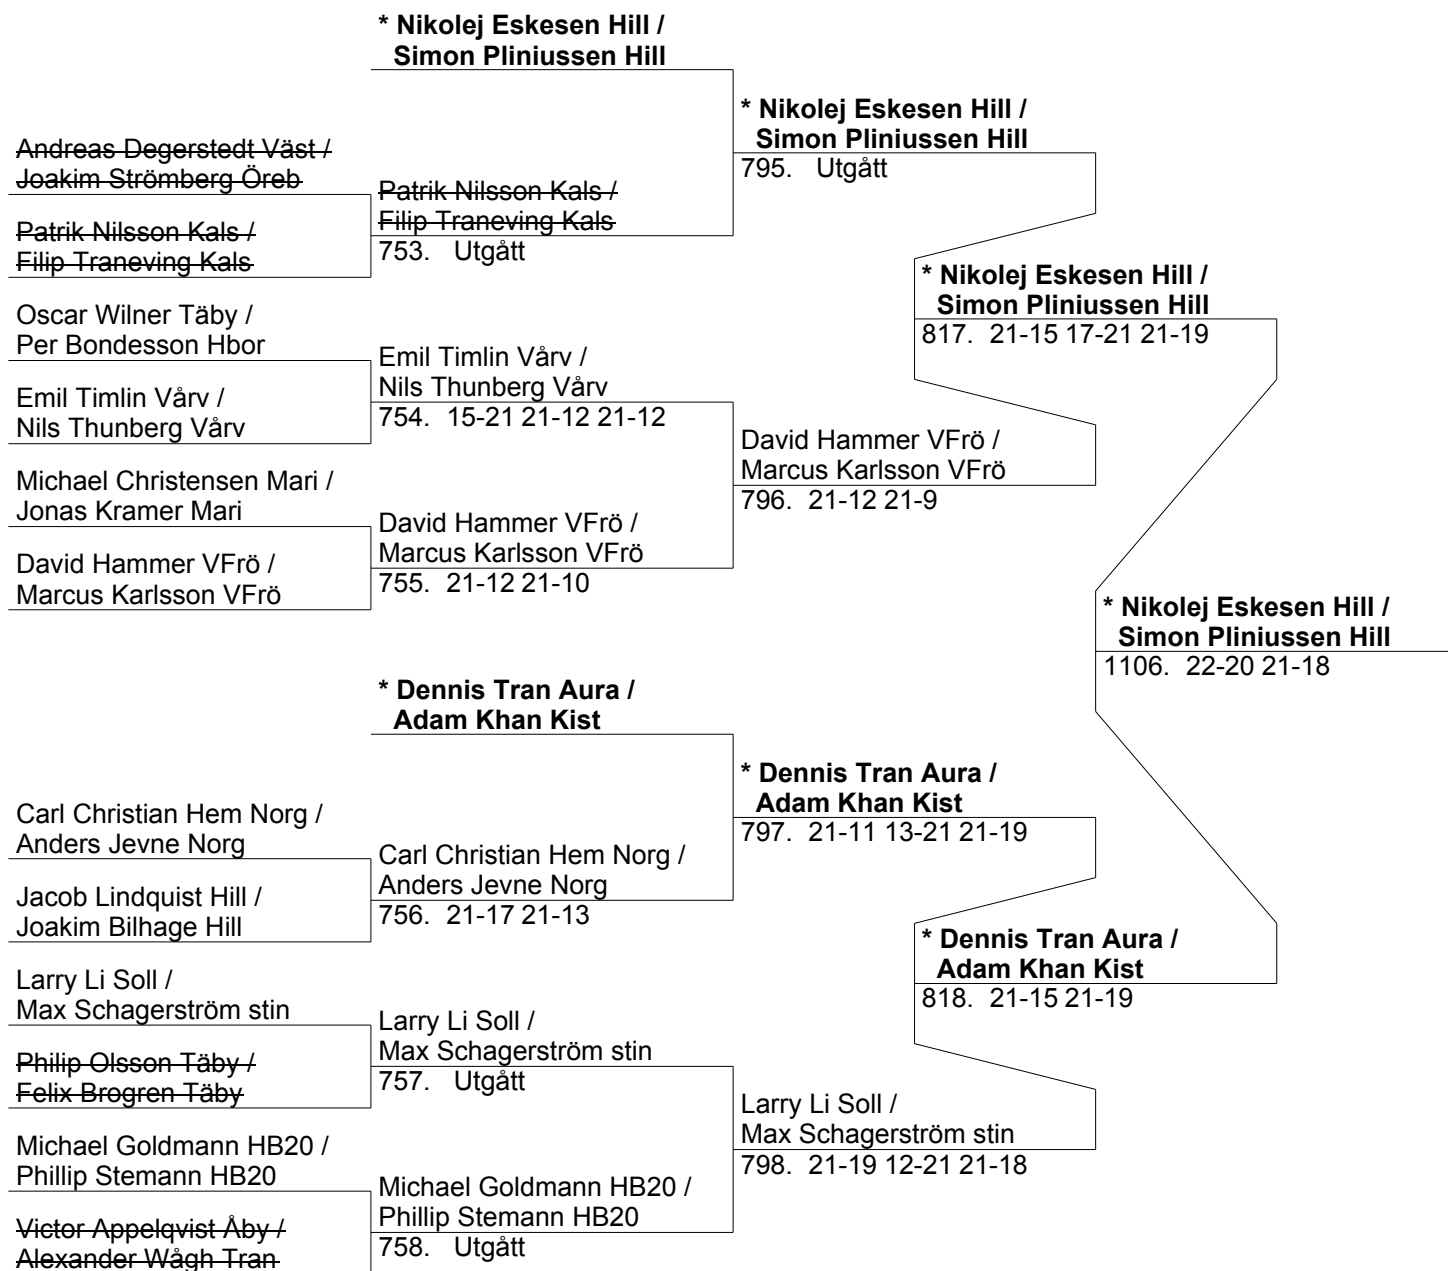 * Nikolej Eskesen Hill /
Simon Pliniussen Hill
* Nikolej Eskesen Hill /
Simon Pliniussen Hill
795. Utgått
Andreas Degerstedt Väst /
Joakim Strömberg Öreb
Patrik Nilsson Kals /
Filip Traneving Kals
753. Utgått
Patrik Nilsson Kals /
Filip Traneving Kals
* Nikolej Eskesen Hill /
Simon Pliniussen Hill
817. 21-15 17-21 21-19
Oscar Wilner Täby /
Per Bondesson Hbor
Emil Timlin Vårv /
Nils Thunberg Vårv
754. 15-21 21-12 21-12
Emil Timlin Vårv /
Nils Thunberg Vårv
David Hammer VFrö /
Marcus Karlsson VFrö
796. 21-12 21-9
Michael Christensen Mari /
Jonas Kramer Mari
David Hammer VFrö /
Marcus Karlsson VFrö
755. 21-12 21-10
David Hammer VFrö /
Marcus Karlsson VFrö
* Nikolej Eskesen Hill /
Simon Pliniussen Hill
1106. 22-20 21-18
* Dennis Tran Aura /
Adam Khan Kist
* Dennis Tran Aura /
Adam Khan Kist
797. 21-11 13-21 21-19
Carl Christian Hem Norg /
Anders Jevne Norg
Carl Christian Hem Norg /
Anders Jevne Norg
756. 21-17 21-13
Jacob Lindquist Hill /
Joakim Bilhage Hill
* Dennis Tran Aura /
Adam Khan Kist
818. 21-15 21-19
Larry Li Soll /
Max Schagerström stin
Larry Li Soll /
Max Schagerström stin
757. Utgått
Philip Olsson Täby /
Felix Brogren Täby
Larry Li Soll /
Max Schagerström stin
798. 21-19 12-21 21-18
Michael Goldmann HB20 /
Phillip Stemann HB20
Michael Goldmann HB20 /
Phillip Stemann HB20
758. Utgått
Victor Appelqvist Åby /
Alexander Wågh Tran